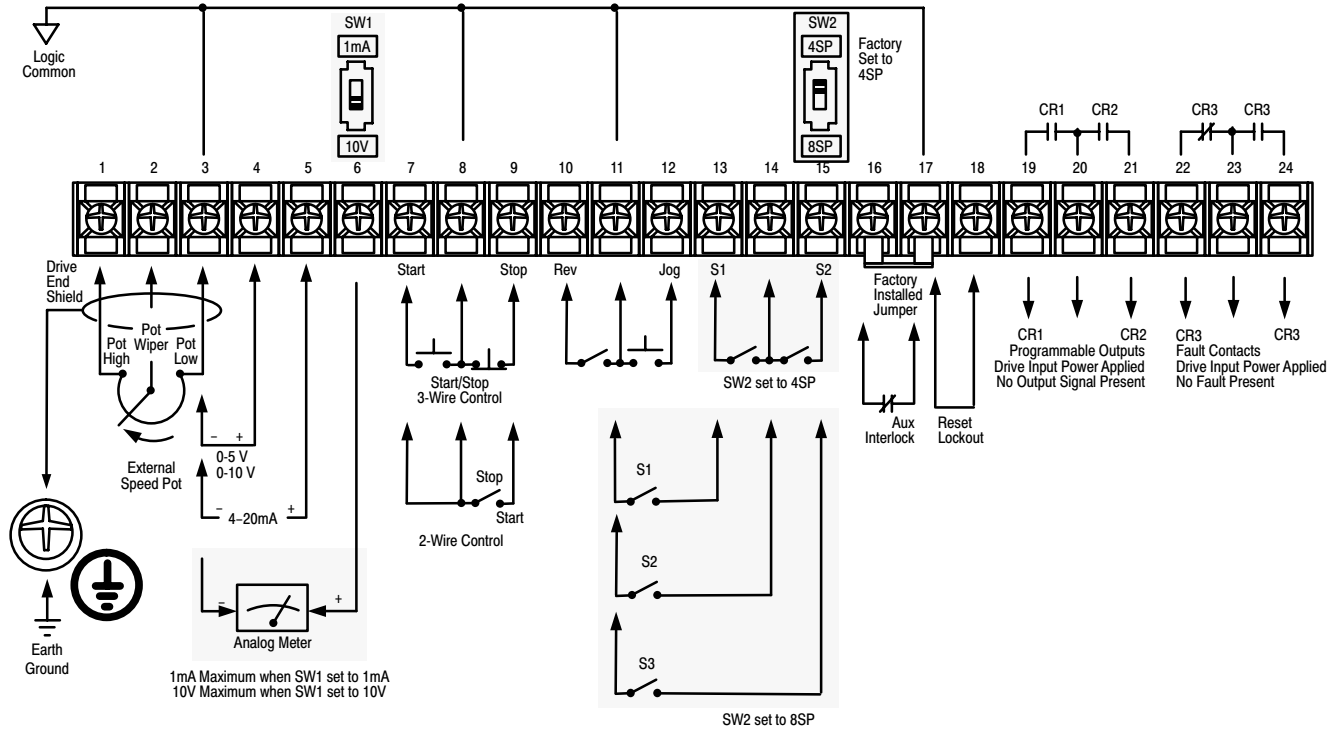 Logic
Common
SW1
1mA
10V
SW2
4SP
8SP
Factory
Set to
4SP
CR1
CR2
CR3
CR3
1 2 3 4 5 6 7 8 9 10 11 12 13 14 15 16 17 18 19 20 21 22 23 24
Drive
End
Shield
Pot
High
Pot
Wiper
Pot
Low
External
Speed Pot
– +
0-5 V
0-10 V
– 4–20mA +
– +
Analog Meter
1mA Maximum when SW1 set to 1mA
10V Maximum when SW1 set to 10V
Earth
Ground
Start
Stop
Start/Stop
3-Wire Control
Stop
Start
2-Wire Control
Rev
Jog
S1
S2
SW2 set to 4SP
S1
S2
S3
SW2 set to 8SP
Factory
Installed
Jumper
Aux
Interlock
Reset
Lockout
CR1
CR2
Programmable Outputs
Drive Input Power Applied
No Output Signal Present
CR3
CR3
Fault Contacts
Drive Input Power Applied
No Fault Present